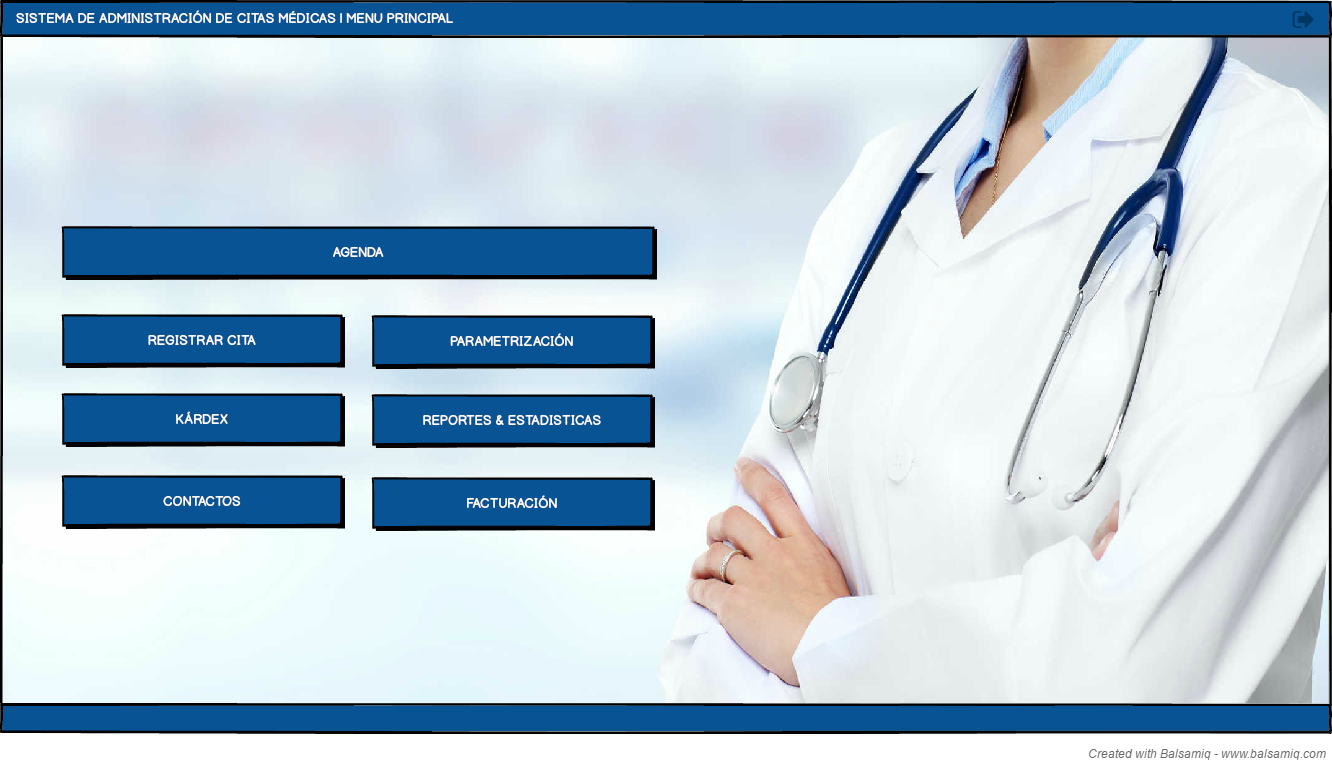 SISTEMA DE ADMINISTRACIÓN DE CITAS MÉDICAS | MENU PRINCIPAL
AGENDA
REGISTRAR CITA
PARAMETRIZACIÓN
KÁRDEX
REPORTES & ESTADISTICAS
CONTACTOS
FACTURACIÓN
Created with Balsamiq - www.balsamiq.com